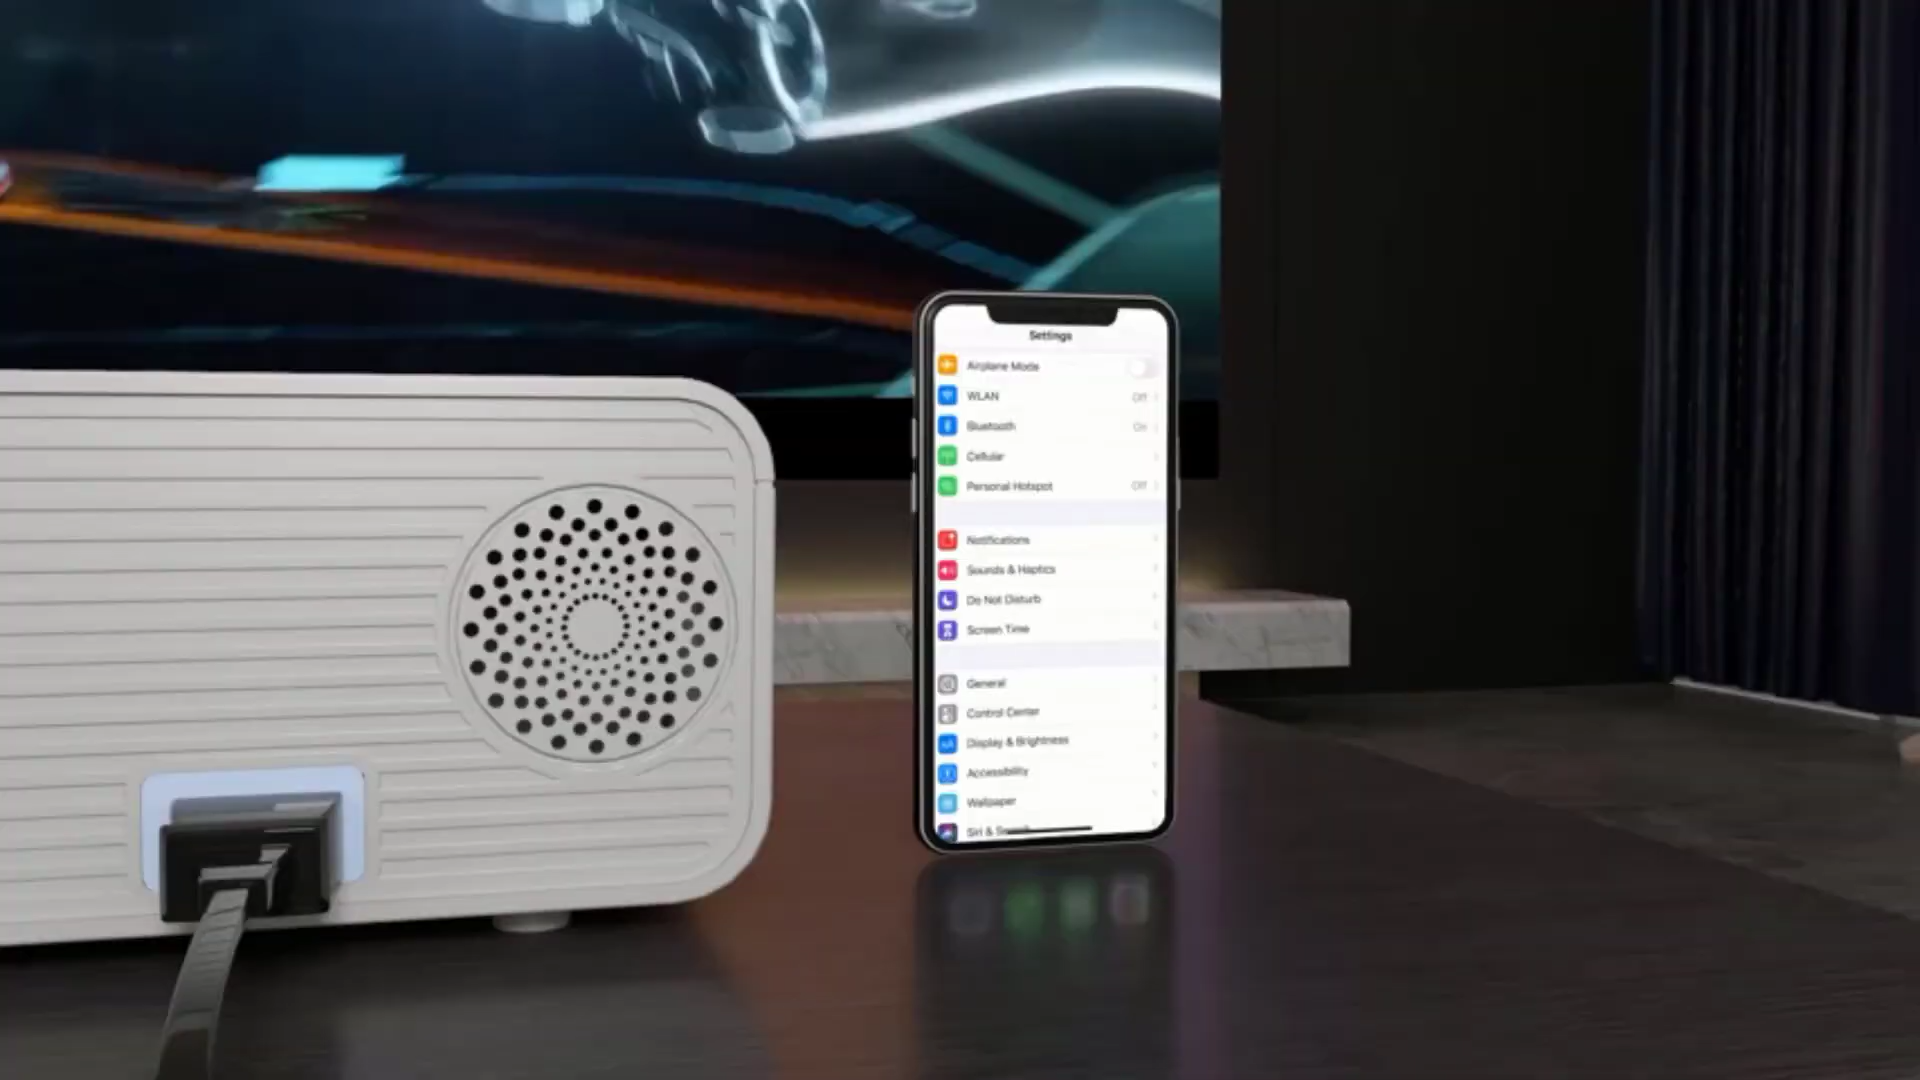 Settings
Airplane Mode
WLAN Off
Bluetooth On
Cellular
Personal Hotspot Off
Notifications
Sounds & Haptics
Do Not Disturb
Screen Time
General
Control Center
Display & Brightness
Accessibility
Wallpaper
Siri &